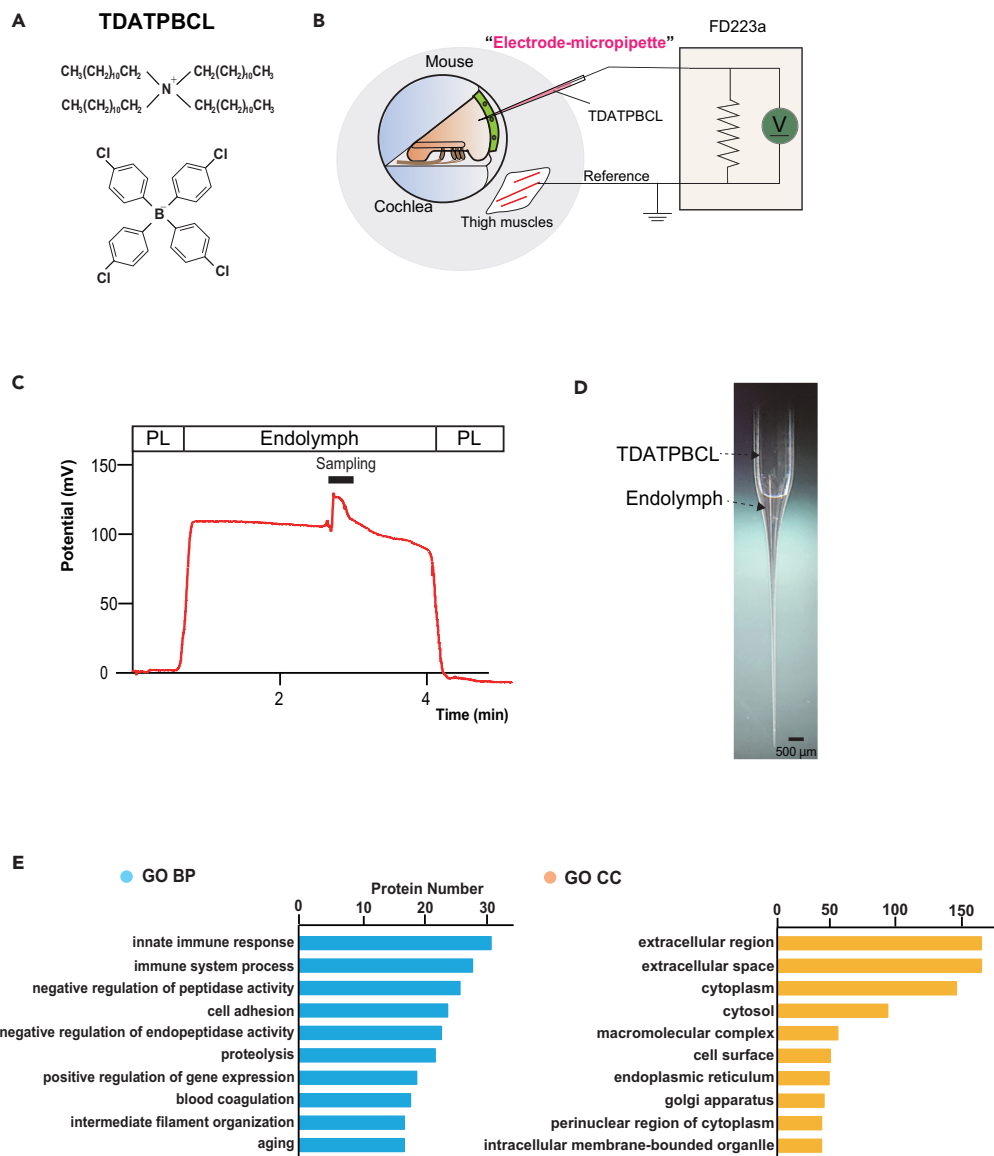 A
TDATPBCL
CH₃(CH₂)₁₀CH₂ CH₂(CH₂)₁₀CH₃
N⁺
CH₃(CH₂)₁₀CH₂ CH₂(CH₂)₁₀CH₃
Cl Cl
B⁻
Cl Cl
B
FD223a
“Electrode-micropipette”
Mouse
TDATPBCL
V
Reference
Cochlea
Thigh muscles
C
PL Endolymph PL
Sampling
Potential (mV)
150
100
50
0
2 4
Time (min)
D
TDATPBCL
Endolymph
500 µm
E
GO BP
Protein Number
0 10 20 30
innate immune response
immune system process
negative regulation of peptidase activity
cell adhesion
negative regulation of endopeptidase activity
proteolysis
positive regulation of gene expression
blood coagulation
intermediate filament organization
aging
GO CC
0 50 100 150
extracellular region
extracellular space
cytoplasm
cytosol
macromolecular complex
cell surface
endoplasmic reticulum
golgi apparatus
perinuclear region of cytoplasm
intracellular membrane-bounded organlle